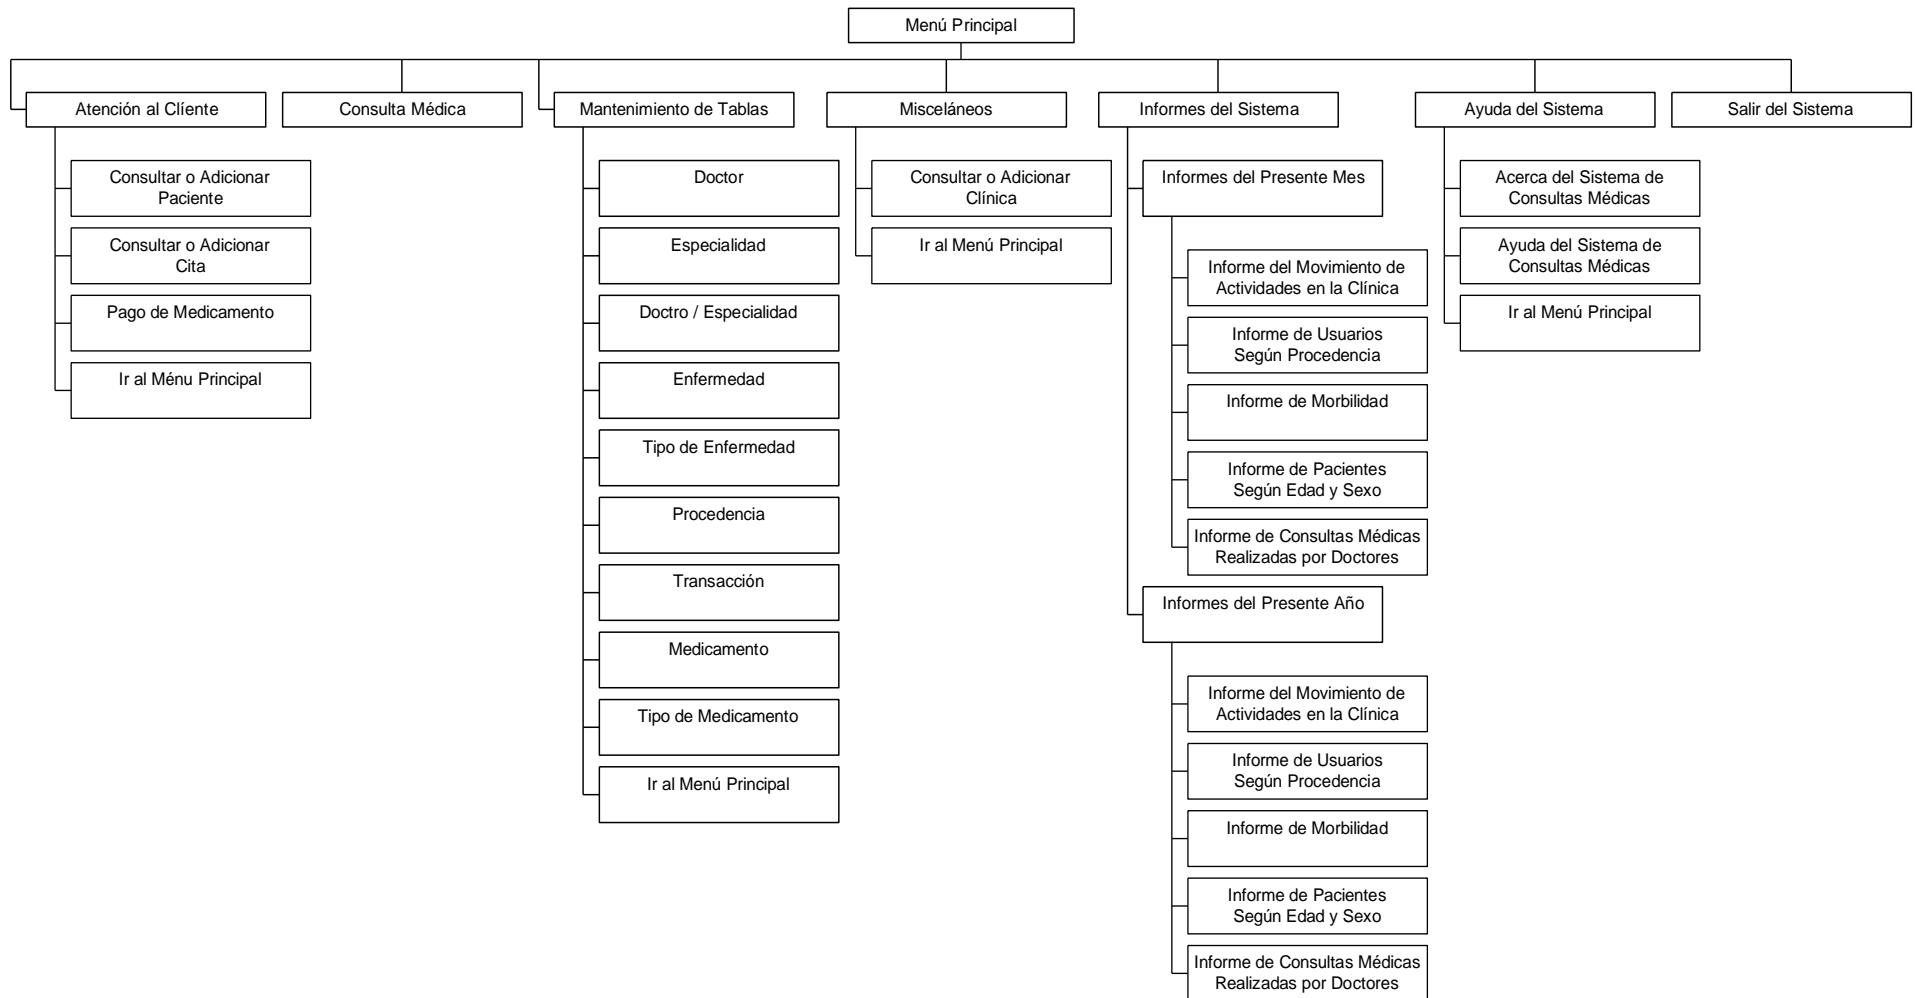 Menú Principal
Atención al Clíente
Consulta Médica
Mantenimiento de Tablas
Misceláneos
Informes del Sistema
Ayuda del Sistema
Salir del Sistema
Consultar o Adicionar
Paciente
Consultar o Adicionar
Cita
Pago de Medicamento
Ir al Ménu Principal
Doctor
Especialidad
Doctro / Especialidad
Enfermedad
Tipo de Enfermedad
Procedencia
Transacción
Medicamento
Tipo de Medicamento
Ir al Menú Principal
Consultar o Adicionar
Clínica
Ir al Menú Principal
Informes del Presente Mes
Informe del Movimiento de
Actividades en la Clínica
Informe de Usuarios
Según Procedencia
Informe de Morbilidad
Informe de Pacientes
Según Edad y Sexo
Informe de Consultas Médicas
Realizadas por Doctores
Informes del Presente Año
Informe del Movimiento de
Actividades en la Clínica
Informe de Usuarios
Según Procedencia
Informe de Morbilidad
Informe de Pacientes
Según Edad y Sexo
Informe de Consultas Médicas
Realizadas por Doctores
Acerca del Sistema de
Consultas Médicas
Ayuda del Sistema de
Consultas Médicas
Ir al Menú Principal